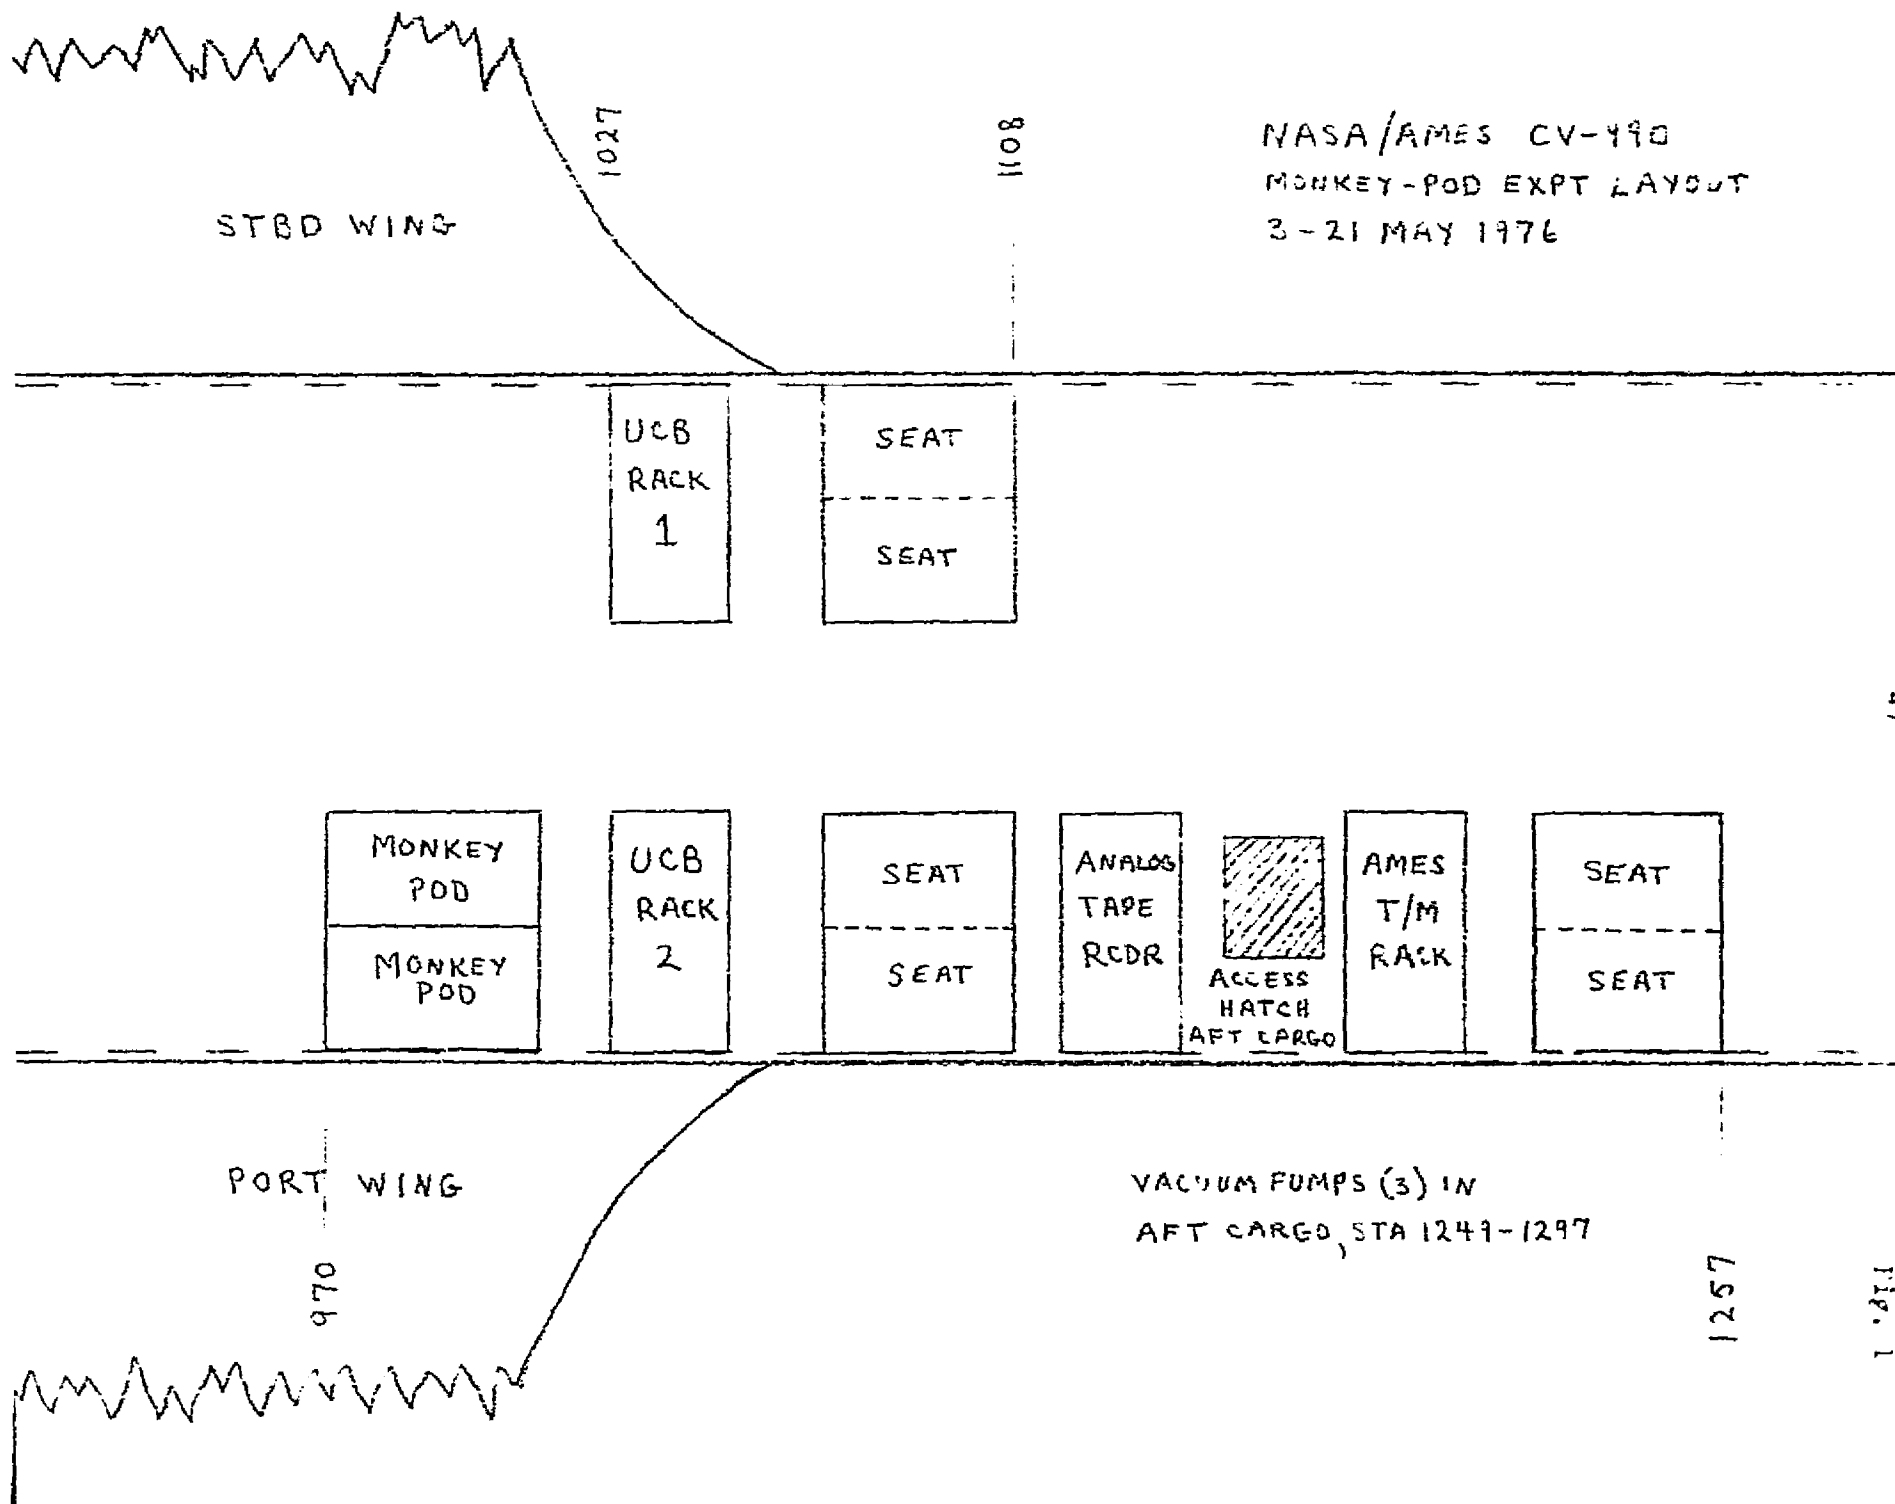 1027
1108
NASA/AMES CV-990
MONKEY-POD EXPT LAYOUT
3-21 MAY 1976
STBD WING
UCB
RACK
1
SEAT
SEAT
MONKEY
POD
MONKEY
POD
UCB
RACK
2
SEAT
SEAT
ANALOG
TAPE
RCDR
ACCESS
HATCH
AFT CARGO
AMES
T/M
RACK
SEAT
SEAT
PORT WING
970
VACUUM PUMPS (3) IN
AFT CARGO, STA 1249-1297
1257
Fig. 1